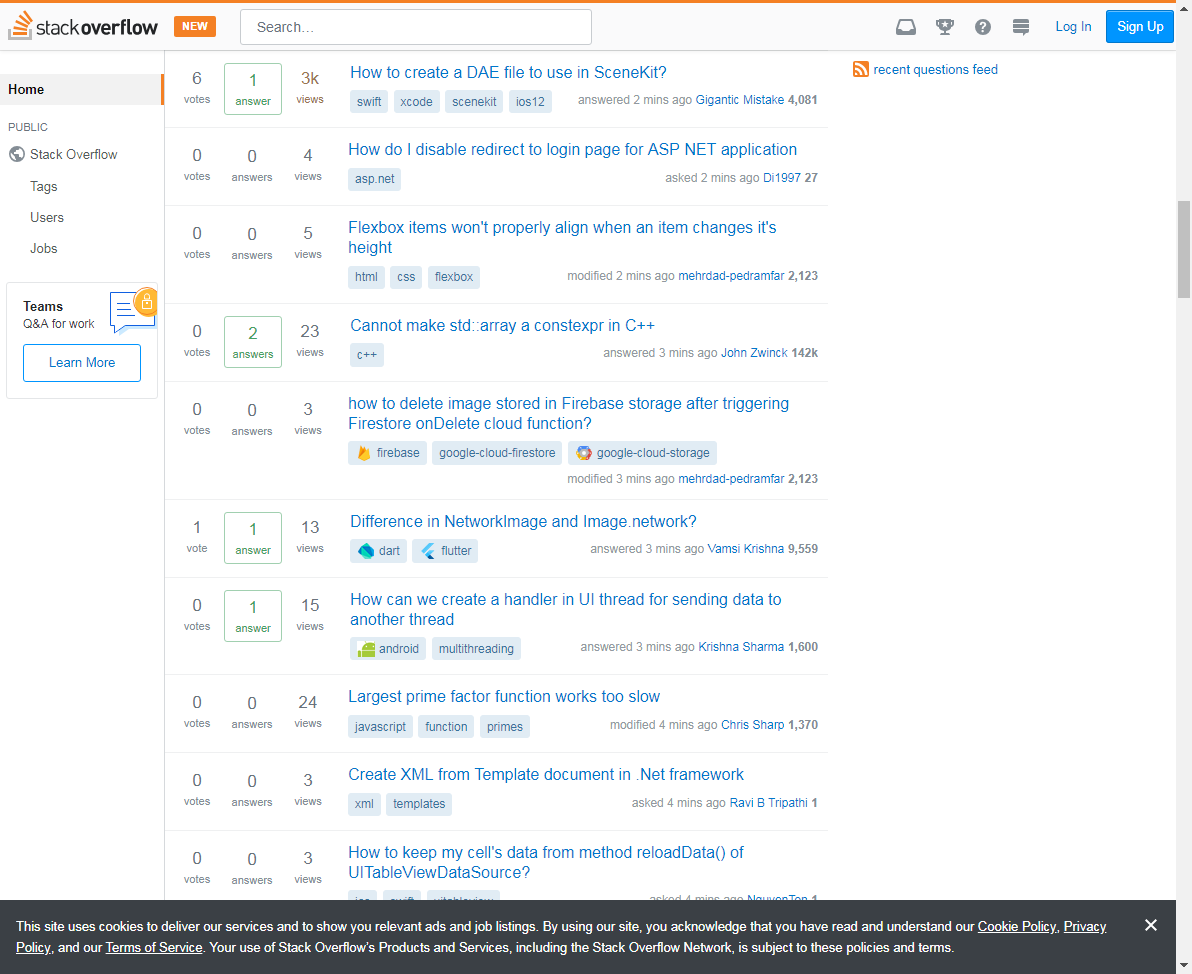 stackoverflow NEW Search... Log In Sign Up
Home
PUBLIC
Stack Overflow
Tags
Users
Jobs
Teams
Q&A for work
Learn More
6 votes 1 answer 3k views
How to create a DAE file to use in SceneKit?
swift xcode scenekit ios12
answered 2 mins ago Gigantic Mistake 4,081
0 votes 0 answers 4 views
How do I disable redirect to login page for ASP NET application
asp.net
asked 2 mins ago Di1997 27
0 votes 0 answers 5 views
Flexbox items won't properly align when an item changes it's
height
html css flexbox
modified 2 mins ago mehrdad-pedramfar 2,123
0 votes 2 answers 23 views
Cannot make std::array a constexpr in C++
c++
answered 3 mins ago John Zwinck 142k
0 votes 0 answers 3 views
how to delete image stored in Firebase storage after triggering
Firestore onDelete cloud function?
firebase google-cloud-firestore google-cloud-storage
modified 3 mins ago mehrdad-pedramfar 2,123
1 vote 1 answer 13 views
Difference in NetworkImage and Image.network?
dart flutter
answered 3 mins ago Vamsi Krishna 9,559
0 votes 1 answer 15 views
How can we create a handler in UI thread for sending data to
another thread
android multithreading
answered 3 mins ago Krishna Sharma 1,600
0 votes 0 answers 24 views
Largest prime factor function works too slow
javascript function primes
modified 4 mins ago Chris Sharp 1,370
0 votes 0 answers 3 views
Create XML from Template document in .Net framework
xml templates
asked 4 mins ago Ravi B Tripathi 1
0 votes 0 answers 3 views
How to keep my cell's data from method reloadData() of
UITableViewDataSource?
ios swift uitableview
asked 4 mins ago NguyenTen 1
recent questions feed
This site uses cookies to deliver our services and to show you relevant ads and job listings. By using our site, you acknowledge that you have read and understand our Cookie Policy, Privacy
Policy, and our Terms of Service. Your use of Stack Overflow's Products and Services, including the Stack Overflow Network, is subject to these policies and terms.